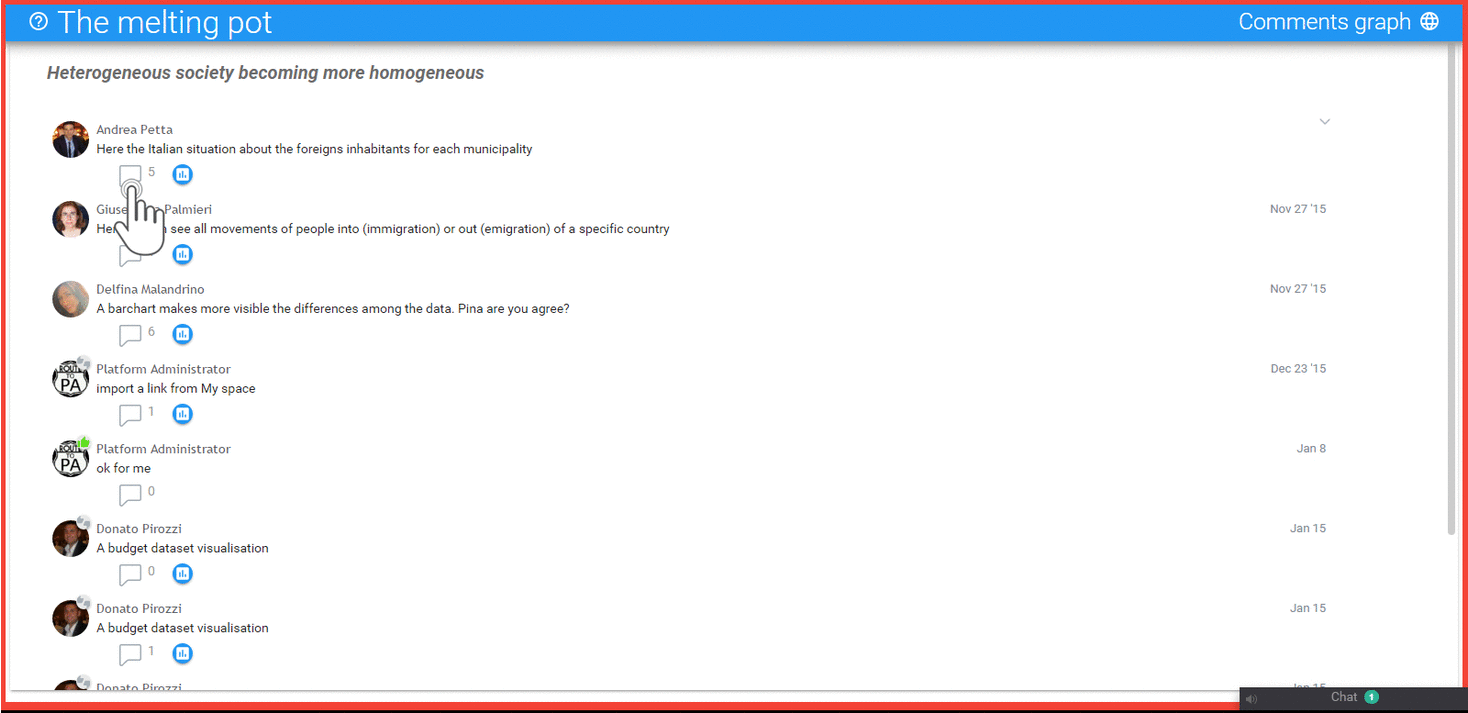 The melting pot
Comments graph
Heterogeneous society becoming more homogeneous
Andrea Petta
Here the Italian situation about the foreigns inhabitants for each municipality
5
Palmieri Nov 27 '15
see all movements of people into (immigration) or out (emigration) of a specific country
Delfina Malandrino Nov 27 '15
A barchart makes more visible the differences among the data. Pina are you agree?
6
Platform Administrator Dec 23 '15
import a link from My space
1
Platform Administrator Jan 8
ok for me
0
Donato Pirozzi Jan 15
A budget dataset visualisation
0
Donato Pirozzi Jan 15
A budget dataset visualisation
1
Donato Pirozzi Jan 15
Chat 1